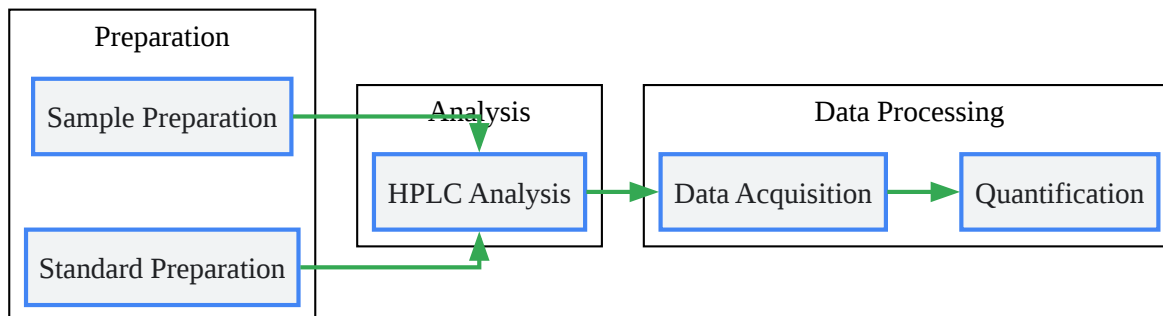 Preparation
Sample Preparation
Standard Preparation
Analysis
HPLC Analysis
Data Processing
Data Acquisition
Quantification